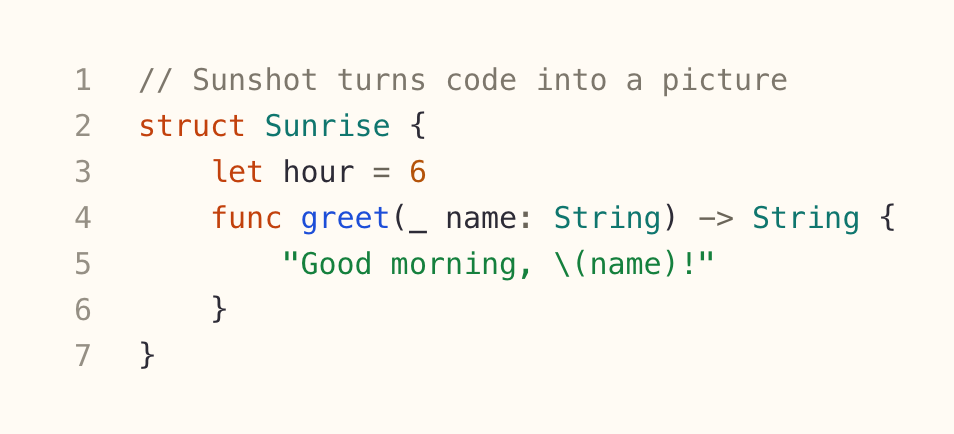 1 // Sunshot turns code into a picture
2 struct Sunrise {
3     let hour = 6
4     func greet(_ name: String) -> String {
5         "Good morning, \(name)!"
6     }
7 }